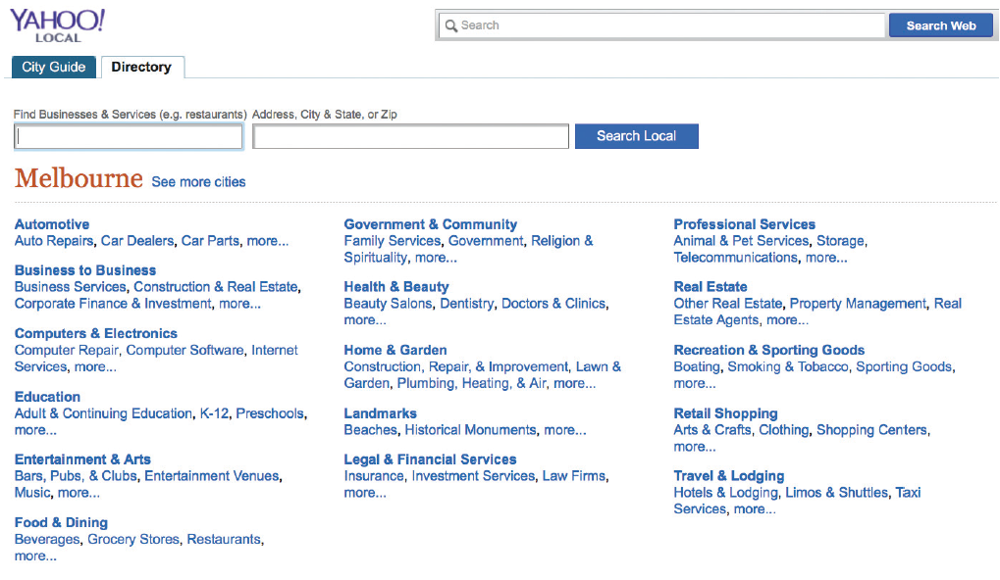 YAHOO!
LOCAL
Search
Search Web
City Guide
Directory
Find Businesses & Services (e.g. restaurants) Address, City & State, or Zip
Search Local
Melbourne See more cities
Automotive
Auto Repairs, Car Dealers, Car Parts, more...
Business to Business
Business Services, Construction & Real Estate,
Corporate Finance & Investment, more...
Computers & Electronics
Computer Repair, Computer Software, Internet
Services, more...
Education
Adult & Continuing Education, K-12, Preschools,
more...
Entertainment & Arts
Bars, Pubs, & Clubs, Entertainment Venues,
Music, more...
Food & Dining
Beverages, Grocery Stores, Restaurants,
more...
Government & Community
Family Services, Government, Religion &
Spirituality, more...
Health & Beauty
Beauty Salons, Dentistry, Doctors & Clinics,
more...
Home & Garden
Construction, Repair, & Improvement, Lawn &
Garden, Plumbing, Heating, & Air, more...
Landmarks
Beaches, Historical Monuments, more...
Legal & Financial Services
Insurance, Investment Services, Law Firms,
more...
Professional Services
Animal & Pet Services, Storage,
Telecommunications, more...
Real Estate
Other Real Estate, Property Management, Real
Estate Agents, more...
Recreation & Sporting Goods
Boating, Smoking & Tobacco, Sporting Goods,
more...
Retail Shopping
Arts & Crafts, Clothing, Shopping Centers,
more...
Travel & Lodging
Hotels & Lodging, Limos & Shuttles, Taxi
Services, more...